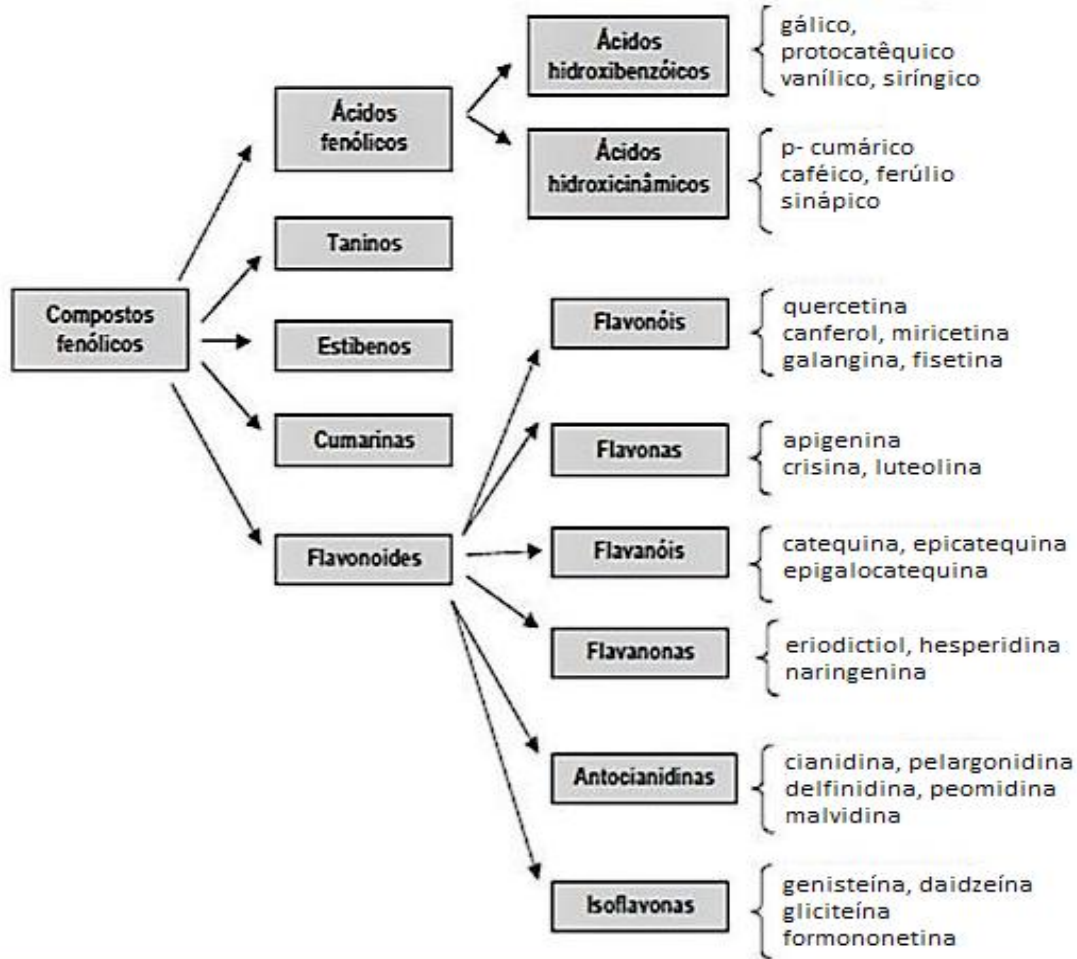 Compostos
fenólicos
Ácidos
fenólicos
Taninos
Estibenos
Cumarinas
Flavonoides
Ácidos
hidroxibenzóicos
gálico,
protocatêquico
vanílico, siríngico
Ácidos
hidroxicinâmicos
p- cumárico
caféico, ferúlio
sinápico
Flavonóis
quercetina
canferol, miricetina
galangina, fisetina
Flavonas
apigenina
crisina, luteolina
Flavanóis
catequina, epicatequina
epigalocatequina
Flavanonas
eriodictiol, hesperidina
naringenina
Antocianidinas
cianidina, pelargonidina
delfinidina, peomidina
malvidina
Isoflavonas
genisteína, daidzeína
gliciteína
formononetina